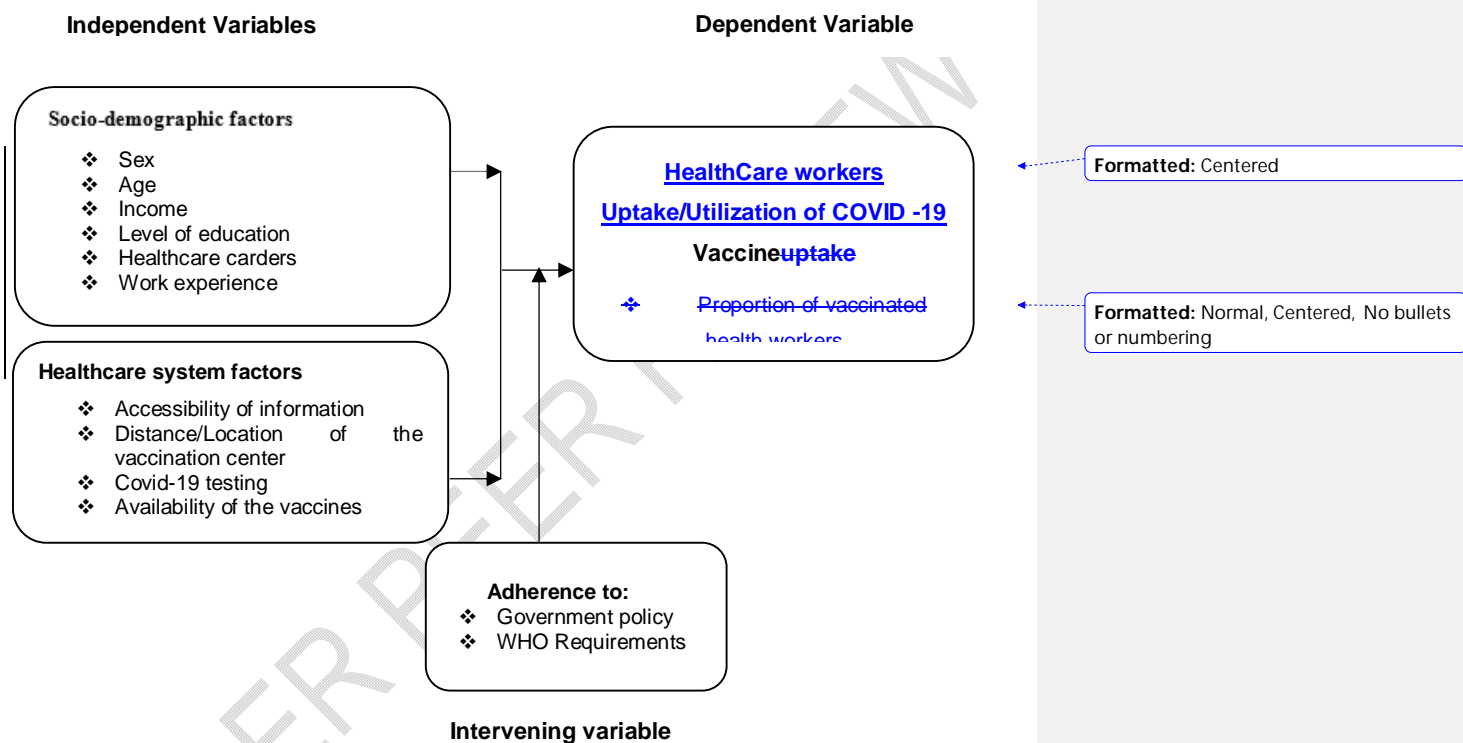 Independent Variables
Dependent Variable
Socio-demographic factors
❖ Sex
❖ Age
❖ Income
❖ Level of education
❖ Healthcare carders
❖ Work experience
HealthCare workers
Uptake/Utilization of COVID -19
Vaccineuptake
❖ Proportion of vaccinated
health workers
Formatted: Centered
Formatted: Normal, Centered, No bullets
or numbering
Healthcare system factors
❖ Accessibility of information
❖ Distance/Location of the
vaccination center
❖ Covid-19 testing
❖ Availability of the vaccines
Adherence to:
❖ Government policy
❖ WHO Requirements
Intervening variable